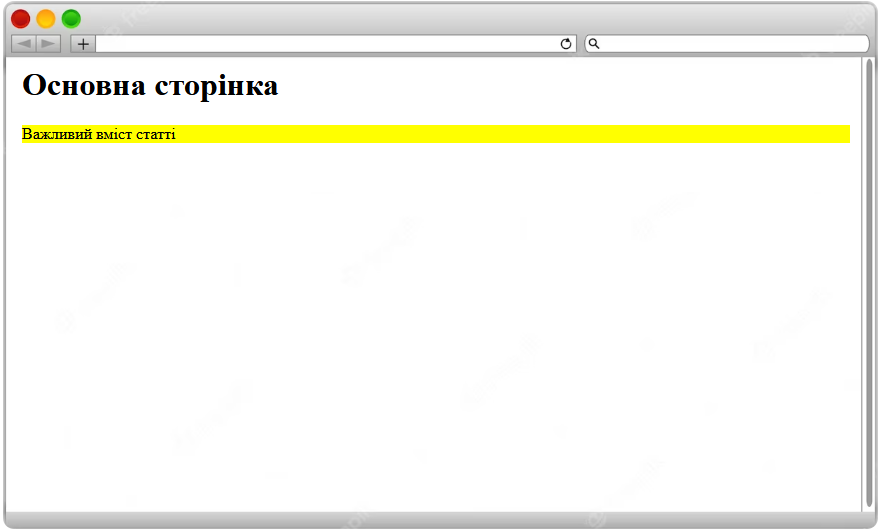 Основна сторінка
Важливий вміст статті